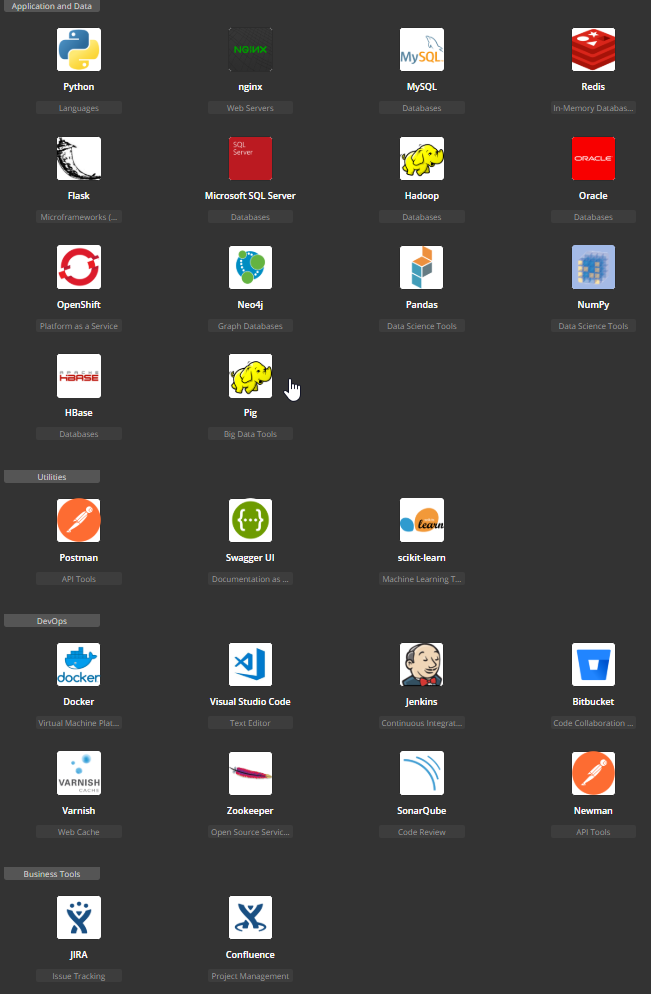 Application and Data
NGINX
MySQL
Python nginx MySQL Redis
Languages Web Servers Databases In-Memory Databas...
SQL
Server
ORACLE
Flask Microsoft SQL Server Hadoop Oracle
Microframeworks (... Databases Databases Databases
OpenShift Neo4j Pandas NumPy
Platform as a Service Graph Databases Data Science Tools Data Science Tools
APACHE
HBASE
HBase Pig
Databases Big Data Tools
Utilities
learn
Postman Swagger UI scikit-learn
API Tools Documentation as ... Machine Learning T...
DevOps
docker
Docker Visual Studio Code Jenkins Bitbucket
Virtual Machine Plat... Text Editor Continuous Integrat... Code Collaboration ...
VARNISH
CACHE
Varnish Zookeeper SonarQube Newman
Web Cache Open Source Servic... Code Review API Tools
Business Tools
JIRA Confluence
Issue Tracking Project Management